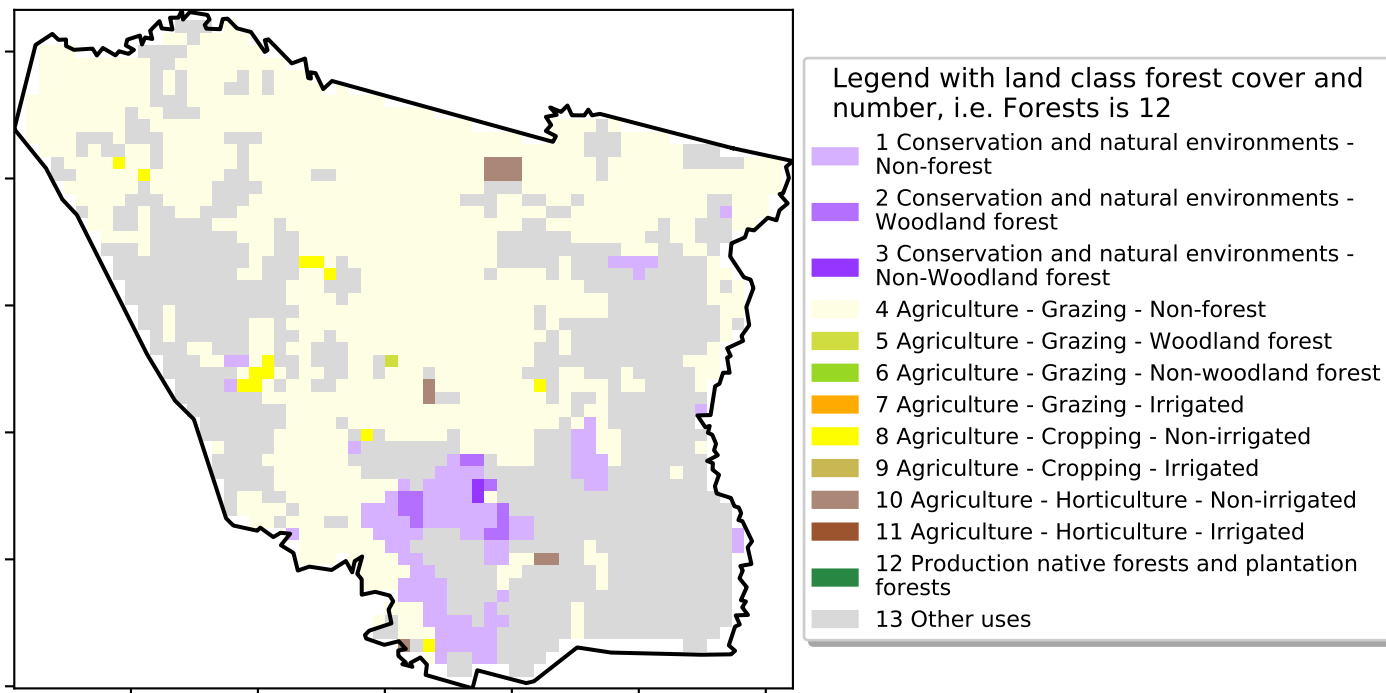 Legend with land class forest cover and
number, i.e. Forests is 12
1 Conservation and natural environments -
Non-forest
2 Conservation and natural environments -
Woodland forest
3 Conservation and natural environments -
Non-Woodland forest
4 Agriculture - Grazing - Non-forest
5 Agriculture - Grazing - Woodland forest
6 Agriculture - Grazing - Non-woodland forest
7 Agriculture - Grazing - Irrigated
8 Agriculture - Cropping - Non-irrigated
9 Agriculture - Cropping - Irrigated
10 Agriculture - Horticulture - Non-irrigated
11 Agriculture - Horticulture - Irrigated
12 Production native forests and plantation
forests
13 Other uses